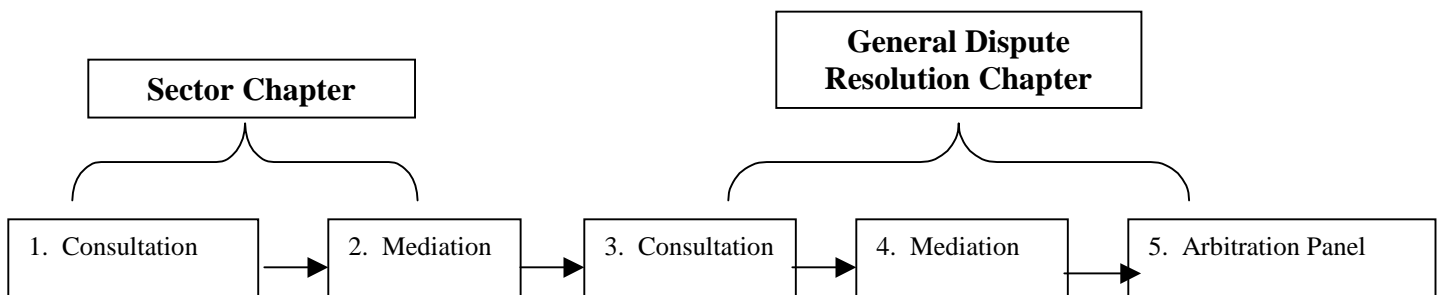 General Dispute
Resolution Chapter
Sector Chapter
1. Consultation
2. Mediation
3. Consultation
4. Mediation
5. Arbitration Panel